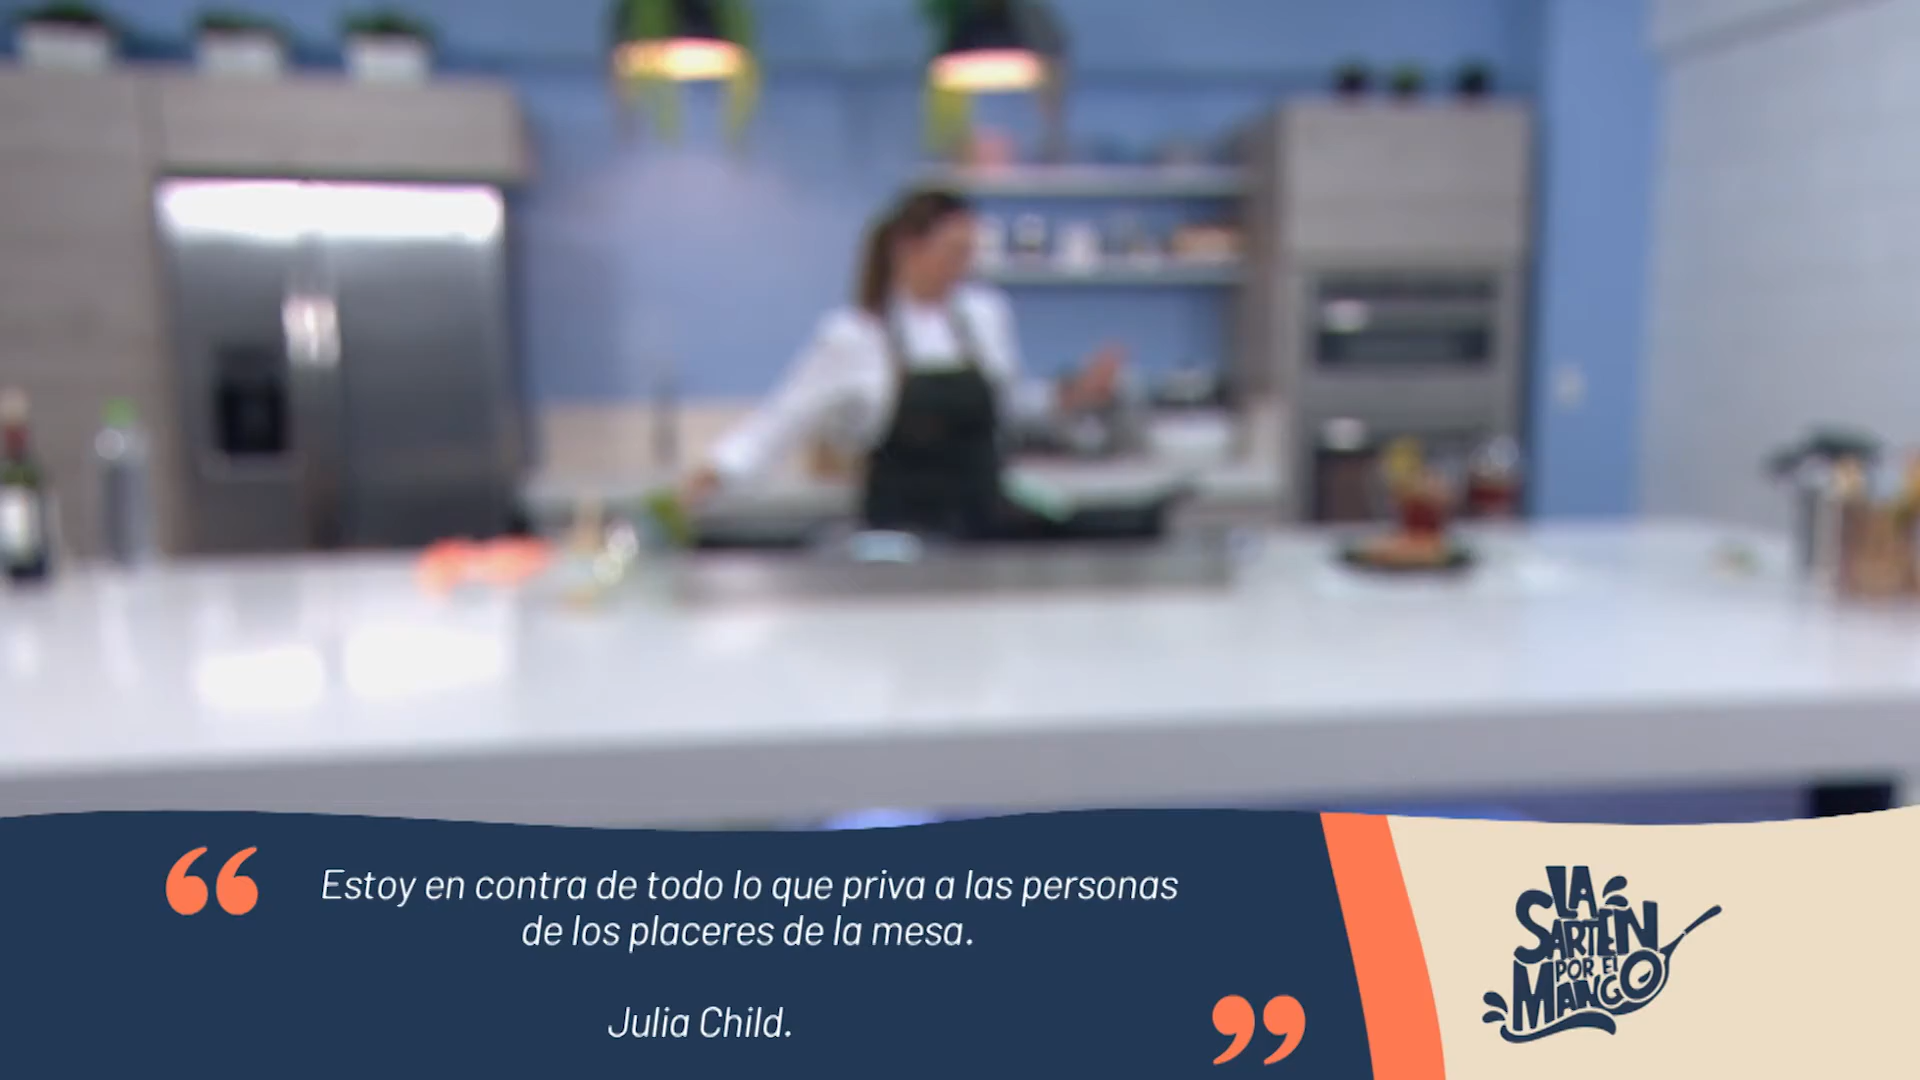 “
Estoy en contra de todo lo que priva a las personas
de los placeres de la mesa.
Julia Child.
”
LA
SARTÉN
POR El
MANGO